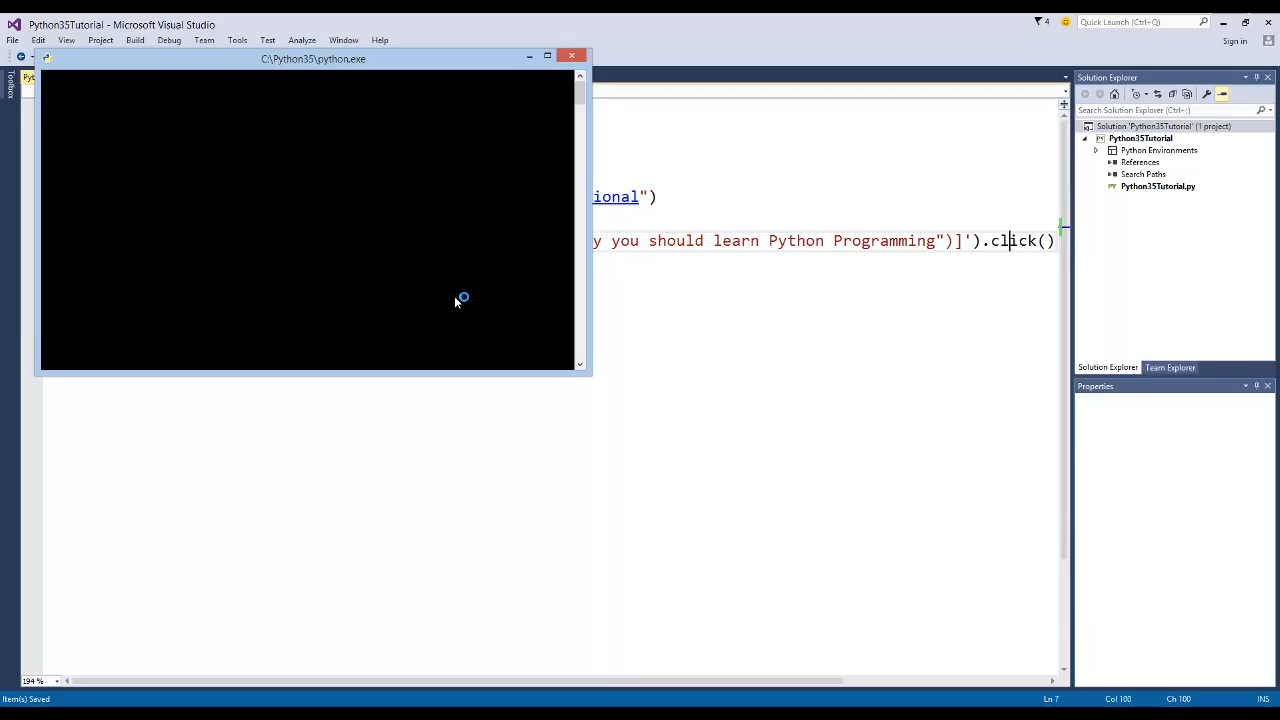 Python35Tutorial - Microsoft Visual Studio
4
Quick Launch (Ctrl+Q)
File Edit View Project Build Debug Team Tools Test Analyze Window Help
Sign in
C:\Python35\python.exe
Toolbox
Solution Explorer
Search Solution Explorer (Ctrl+;)
Solution 'Python35Tutorial' (1 project)
Python35Tutorial
Python Environments
References
Search Paths
Python35Tutorial.py
ional")
y you should learn Python Programming")]').click()
Solution Explorer Team Explorer
Properties
194 %
Item(s) Saved
Ln 7 Col 100 Ch 100 INS